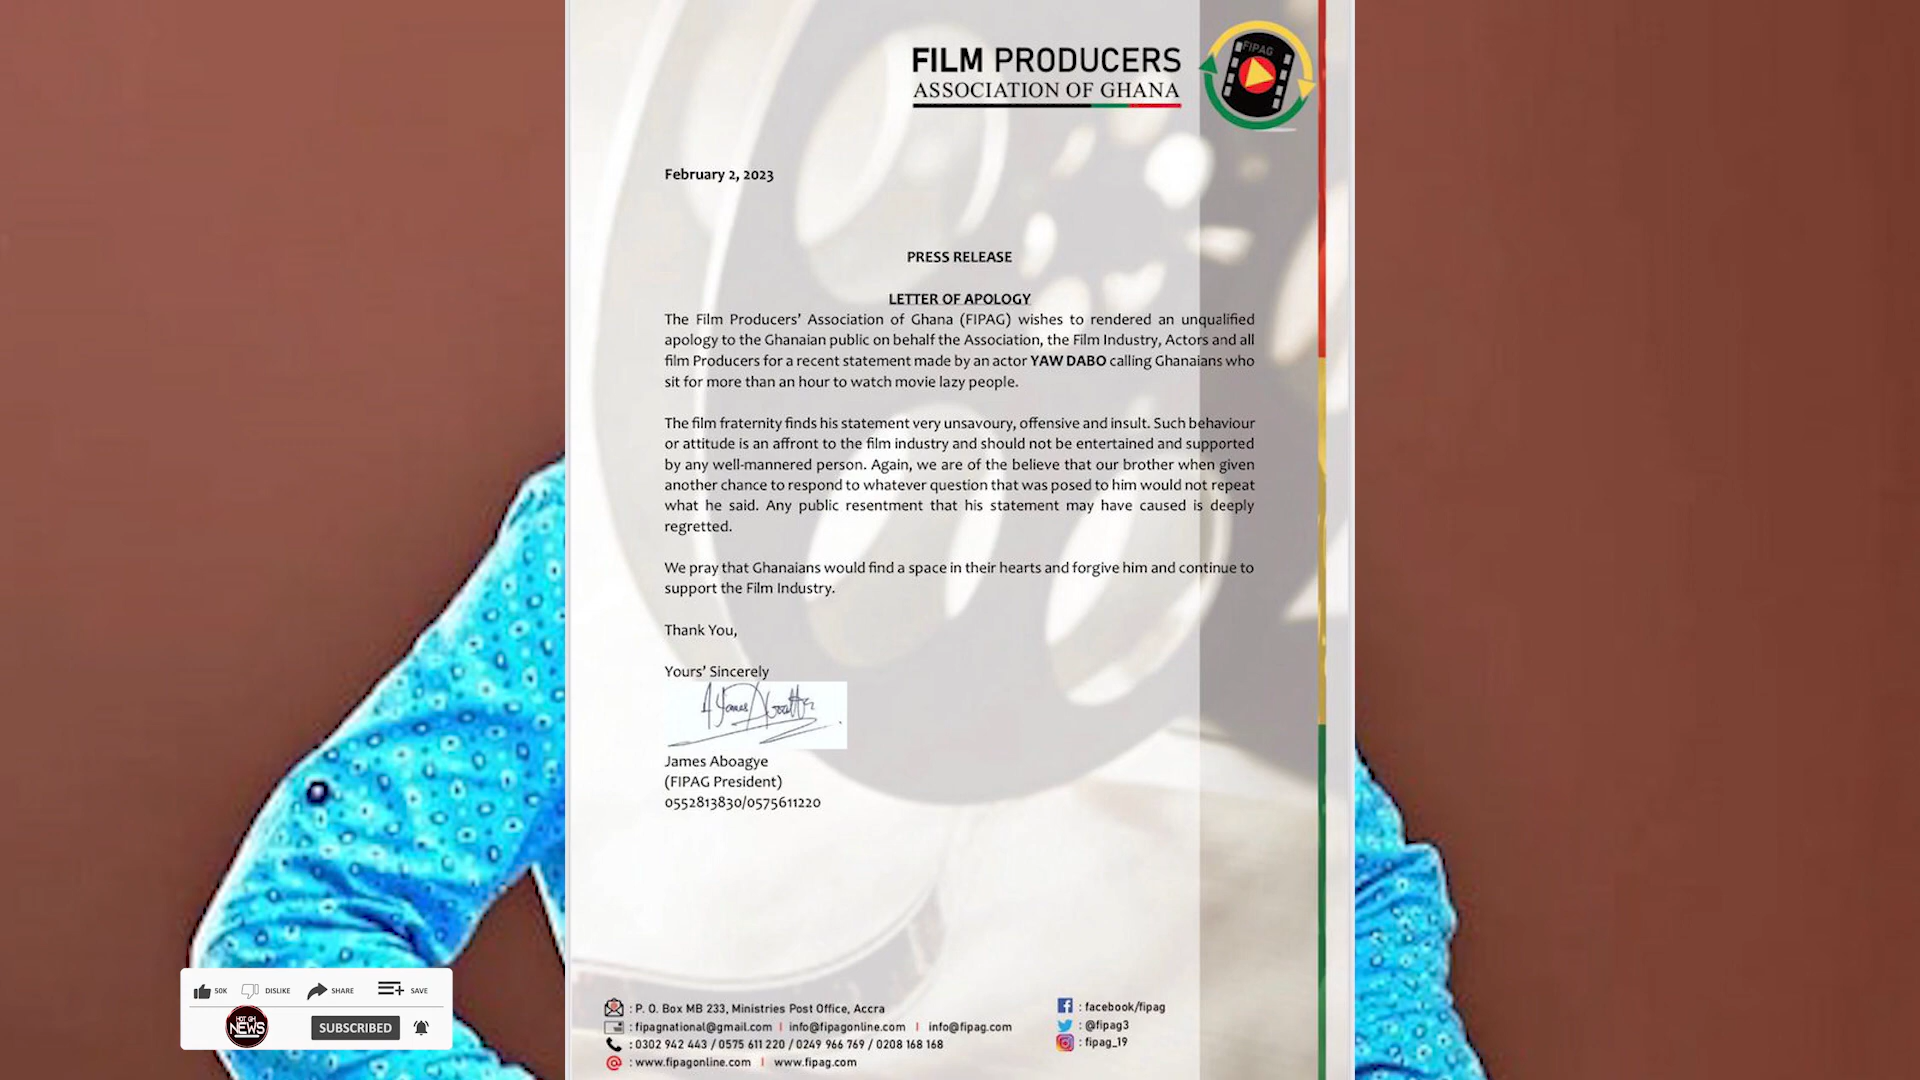 FILM PRODUCERS
ASSOCIATION OF GHANA
FIPAG
February 2, 2023
PRESS RELEASE
LETTER OF APOLOGY
The Film Producers’ Association of Ghana (FIPAG) wishes to rendered an unqualified
apology to the Ghanaian public on behalf the Association, the Film Industry, Actors and all
film Producers for a recent statement made by an actor YAW DABO calling Ghanaians who
sit for more than an hour to watch movie lazy people.
The film fraternity finds his statement very unsavoury, offensive and insult. Such behaviour
or attitude is an affront to the film industry and should not be entertained and supported
by any well-mannered person. Again, we are of the believe that our brother when given
another chance to respond to whatever question that was posed to him would not repeat
what he said. Any public resentment that his statement may have caused is deeply
regretted.
We pray that Ghanaians would find a space in their hearts and forgive him and continue to
support the Film Industry.
Thank You,
Yours’ Sincerely
James Aboagye
(FIPAG President)
0552813830/0575611220
: P. O. Box MB 233, Ministries Post Office, Accra
: fipagnational@gmail.com I info@fipagonline.com I info@fipag.com
: 0302 942 443 / 0575 611 220 / 0249 966 769 / 0208 168 168
: www.fipagonline.com I www.fipag.com
: facebook/fipag
: @fipag3
: fipag_19
50K DISLIKE SHARE SAVE
HOT GH
NEWS
SUBSCRIBED